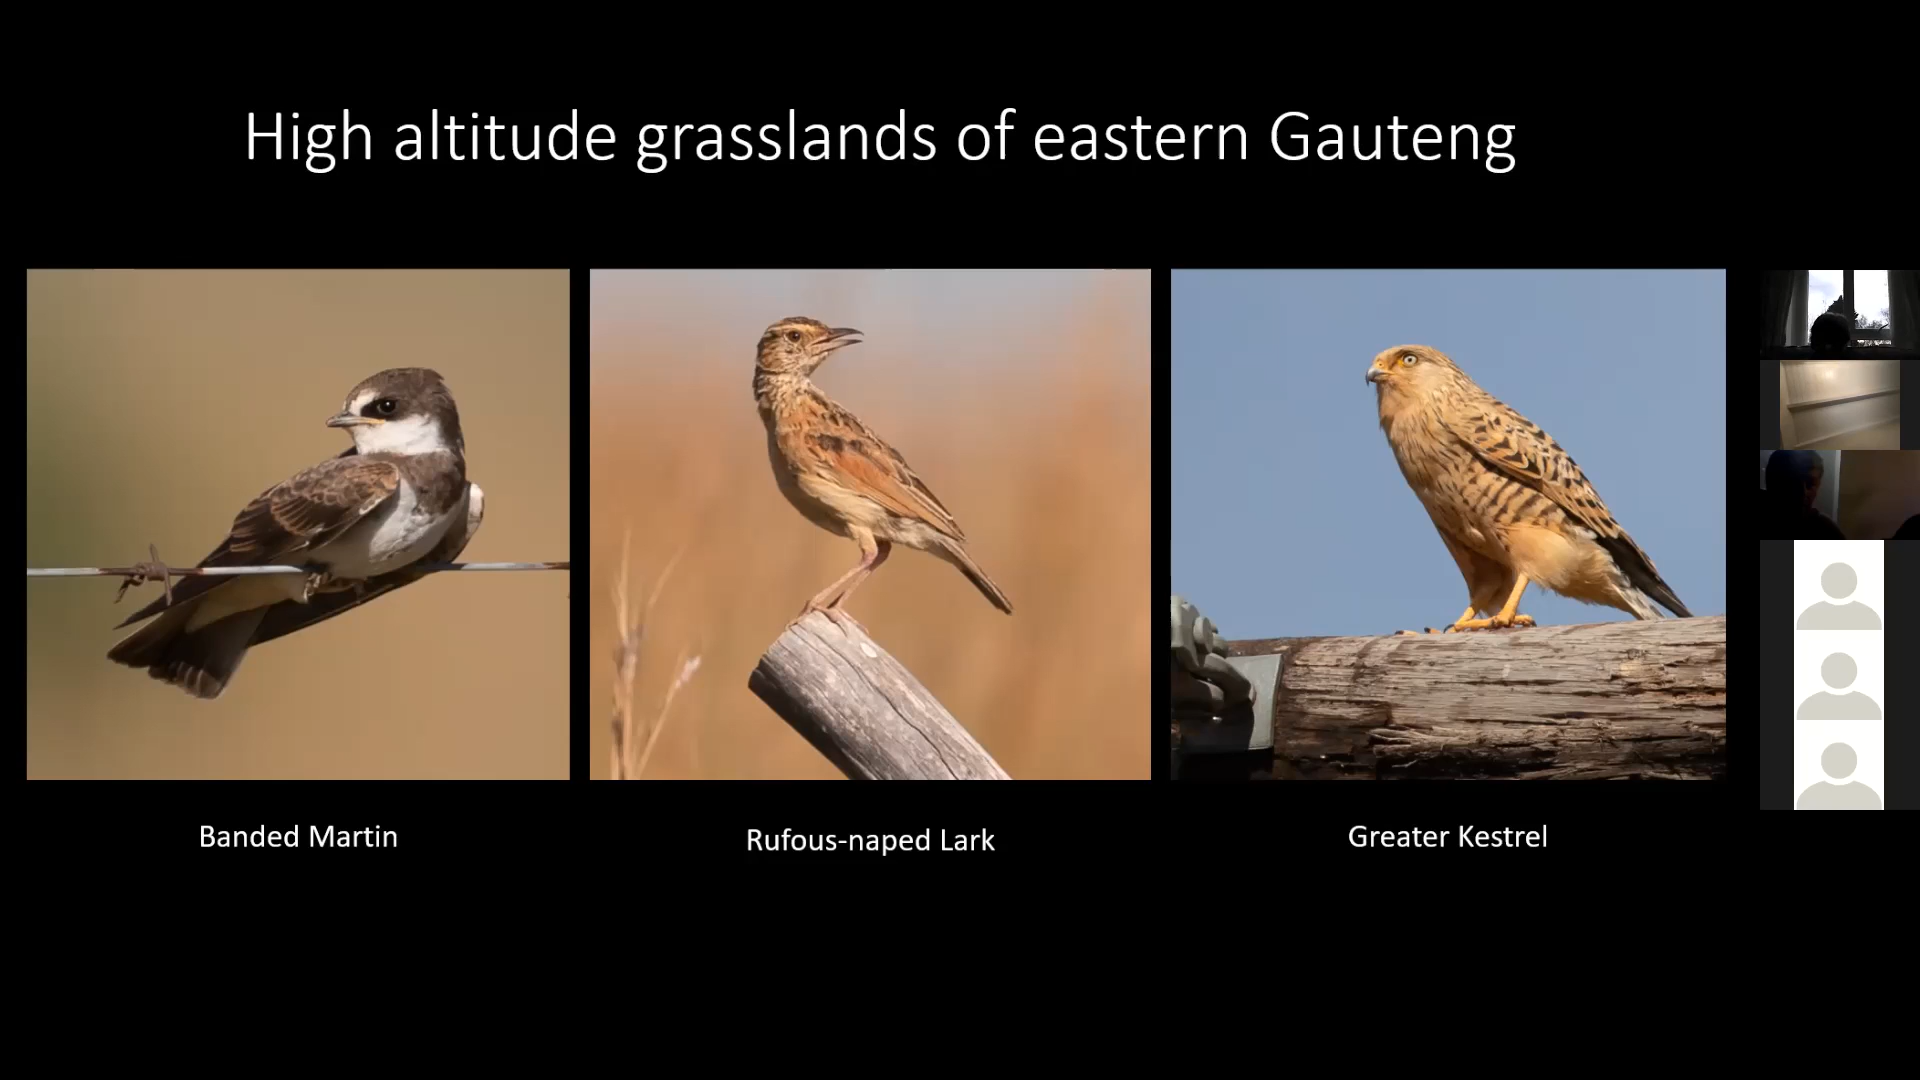 High altitude grasslands of eastern Gauteng
Banded Martin
Rufous-naped Lark
Greater Kestrel